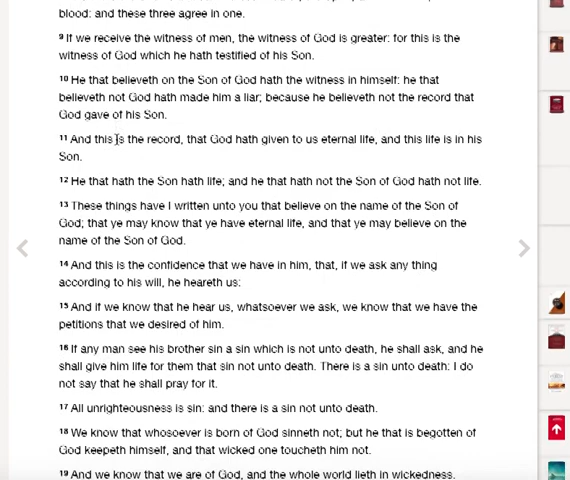 blood: and these three agree in one.
9 If we receive the witness of men, the witness of God is greater: for this is the
witness of God which he hath testified of his Son.
10 He that believeth on the Son of God hath the witness in himself: he that
believeth not God hath made him a liar; because he believeth not the record that
God gave of his Son.
11 And this is the record, that God hath given to us eternal life, and this life is in his
Son.
12 He that hath the Son hath life; and he that hath not the Son of God hath not life.
13 These things have I written unto you that believe on the name of the Son of
God; that ye may know that ye have eternal life, and that ye may believe on the
name of the Son of God.
14 And this is the confidence that we have in him, that, if we ask any thing
according to his will, he heareth us:
15 And if we know that he hear us, whatsoever we ask, we know that we have the
petitions that we desired of him.
16 If any man see his brother sin a sin which is not unto death, he shall ask, and he
shall give him life for them that sin not unto death. There is a sin unto death: I do
not say that he shall pray for it.
17 All unrighteousness is sin: and there is a sin not unto death.
18 We know that whosoever is born of God sinneth not; but he that is begotten of
God keepeth himself, and that wicked one toucheth him not.
19 And we know that we are of God, and the whole world lieth in wickedness.